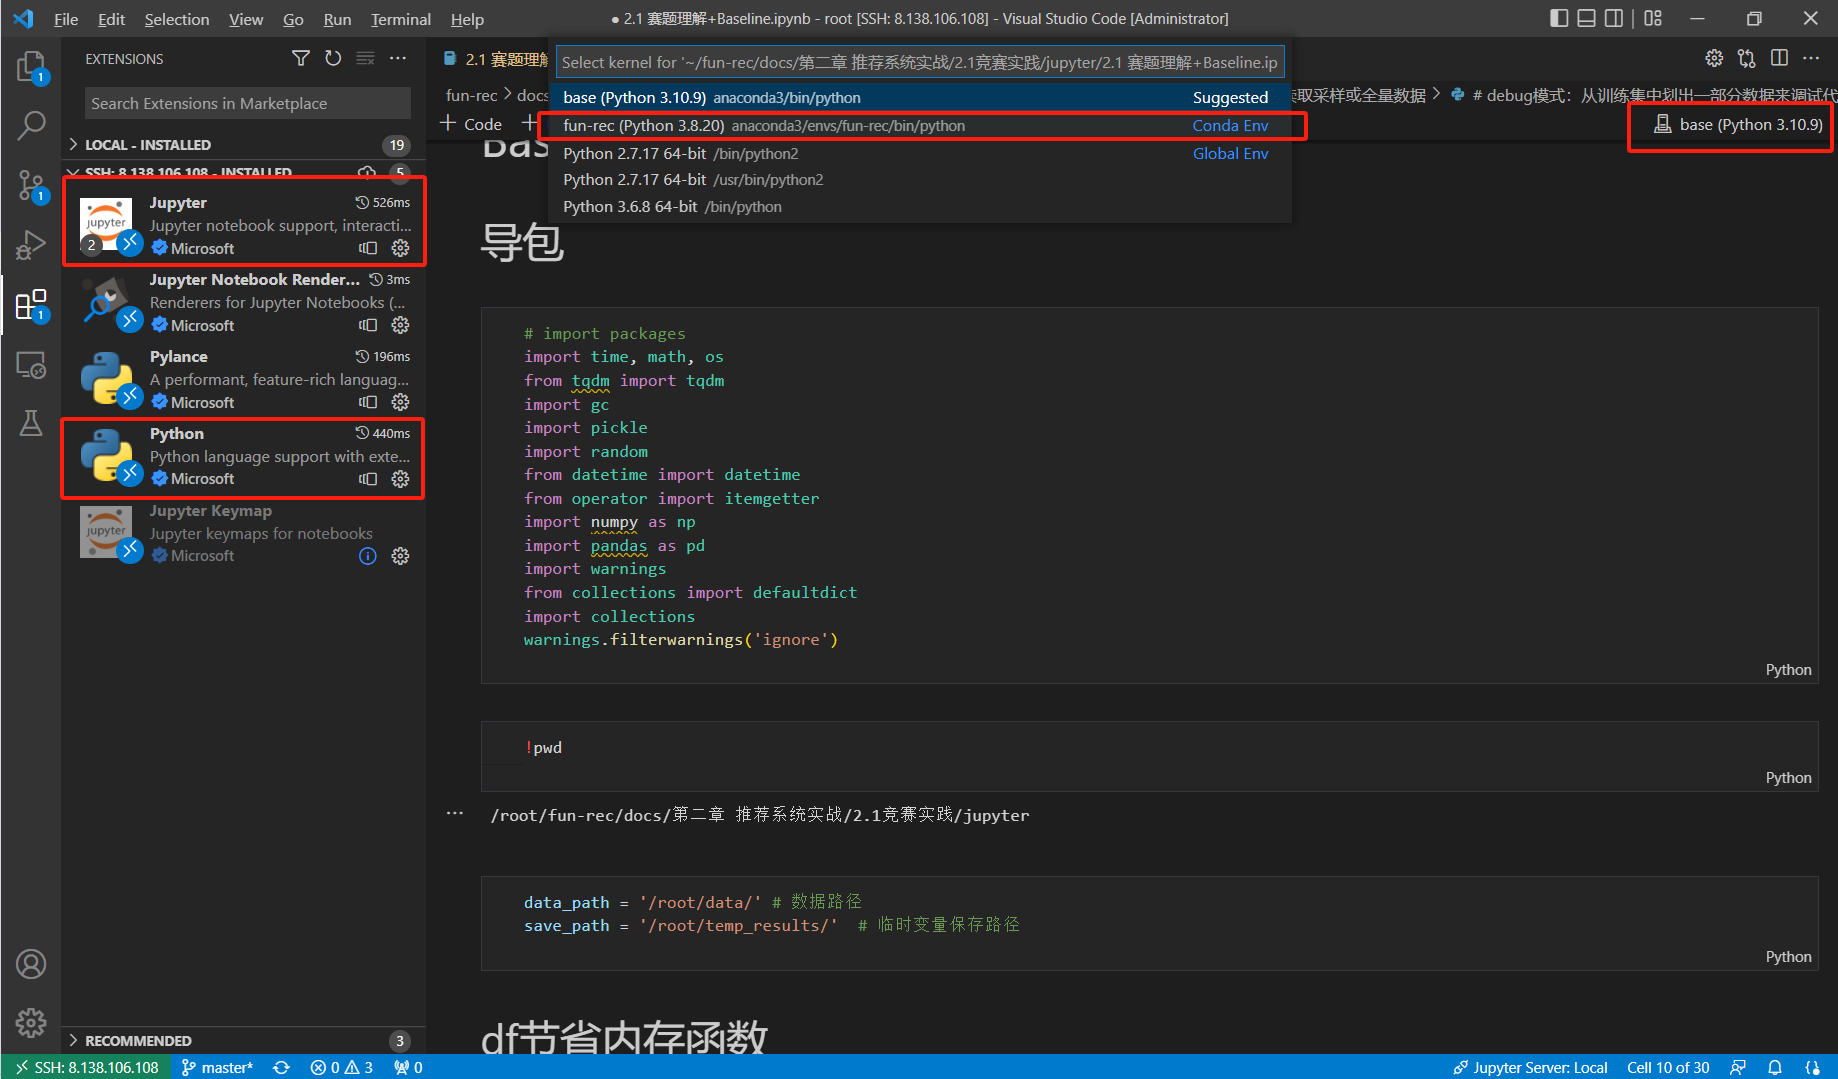 File Edit Selection View Go Run Terminal Help
● 2.1 赛题理解+Baseline.ipynb - root [SSH: 8.138.106.108] - Visual Studio Code [Administrator]
EXTENSIONS
Search Extensions in Marketplace
LOCAL - INSTALLED 19
SSH: 8.138.106.108 - INSTALLED 5
Jupyter 526ms
Jupyter notebook support, interacti...
Microsoft
jupyter
2
Jupyter Notebook Render... 3ms
Renderers for Jupyter Notebooks (...
Microsoft
Pylance 196ms
A performant, feature-rich languag...
Microsoft
Python 440ms
Python language support with exte...
Microsoft
Jupyter Keymap
Jupyter keymaps for notebooks
Microsoft
jupyter
RECOMMENDED 3
1
1
1
2.1 赛题理解
Select kernel for '~/fun-rec/docs/第二章 推荐系统实战/2.1竞赛实践/jupyter/2.1 赛题理解+Baseline.ip
fun-rec > docs
取采样或全量数据 > # debug模式：从训练集中划出一部分数据来调试代
base (Python 3.10.9) anaconda3/bin/python Suggested
fun-rec (Python 3.8.20) anaconda3/envs/fun-rec/bin/python Conda Env
Python 2.7.17 64-bit /bin/python2 Global Env
Python 2.7.17 64-bit /usr/bin/python2
Python 3.6.8 64-bit /bin/python
+ Code +
base (Python 3.10.9)
Bas
导包
# import packages
import time, math, os
from tqdm import tqdm
import gc
import pickle
import random
from datetime import datetime
from operator import itemgetter
import numpy as np
import pandas as pd
import warnings
from collections import defaultdict
import collections
warnings.filterwarnings('ignore')
Python
!pwd
Python
... /root/fun-rec/docs/第二章 推荐系统实战/2.1竞赛实践/jupyter
data_path = '/root/data/' # 数据路径
save_path = '/root/temp_results/'  # 临时变量保存路径
Python
df节省内存函数
SSH: 8.138.106.108 master* 0 3 0
Jupyter Server: Local Cell 10 of 30